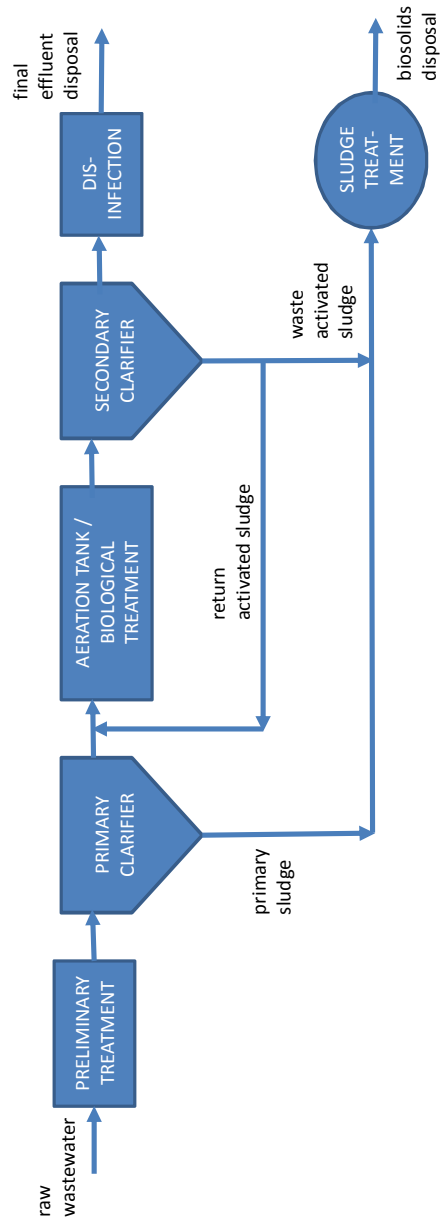 raw
wastewater
PRELIMINARY
TREATMENT
PRIMARY
CLARIFIER
primary
sludge
AERATION TANK /
BIOLOGICAL
TREATMENT
return
activated sludge
SECONDARY
CLARIFIER
waste
activated
sludge
DIS-
INFECTION
final
effluent
disposal
SLUDGE
TREAT-
MENT
biosolids
disposal